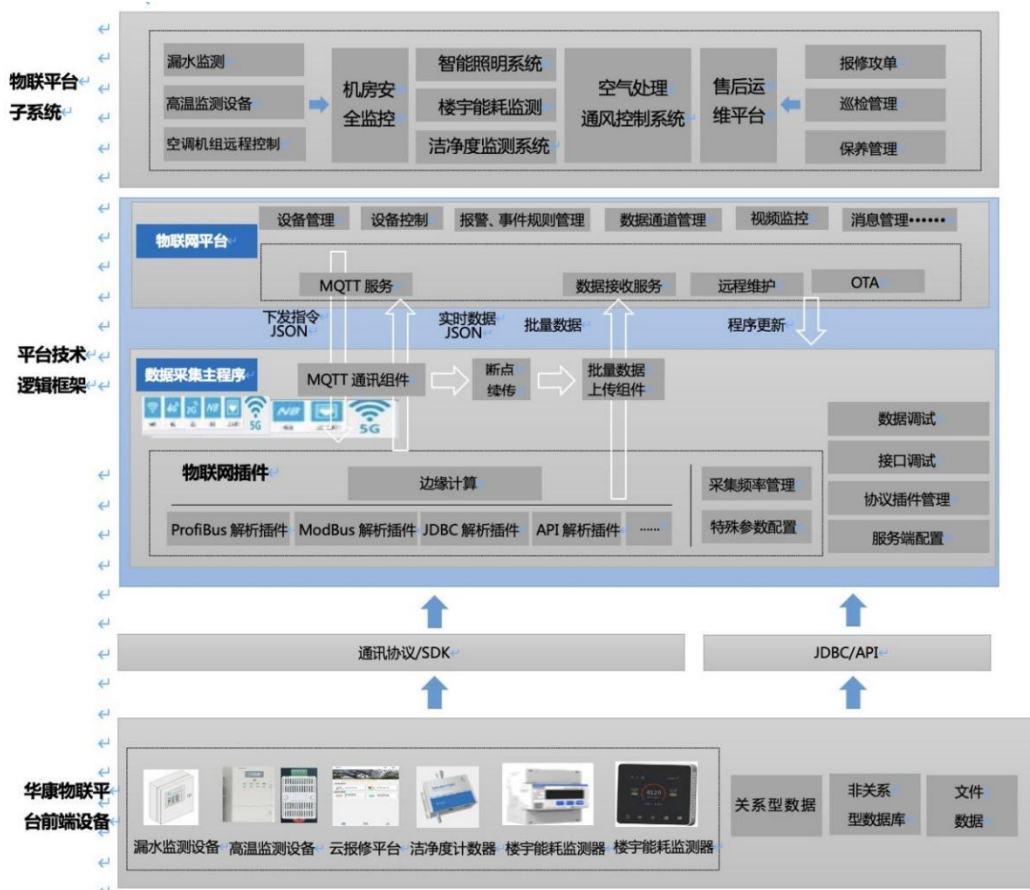 物联平台
子系统
漏水监测
高温监测设备
空调机组远程控制
机房安
全监控
智能照明系统
楼宇能耗监测
洁净度监测系统
空气处理
通风控制系统
售后运
维平台
报修攻单
巡检管理
保养管理
平台技术
逻辑框架
物联网平台
设备管理
设备控制
报警、事件规则管理
数据通道管理
视频监控
消息管理••••••
MQTT 服务
数据接收服务
远程维护
OTA
下发指令
JSON
实时数据
JSON
批量数据
程序更新
数据采集主程序
MQTT 通讯组件
断点
续传
批量数据
上传组件
4G
2G
NB
5G
NB
5G
数据调试
接口调试
协议插件管理
服务端配置
物联网插件
边缘计算
采集频率管理
特殊参数配置
ProfiBus 解析插件
ModBus 解析插件
JDBC 解析插件
API 解析插件
......
通讯协议/SDK
JDBC/API
华康物联平
台前端设备
漏水监测设备
高温监测设备
云报修平台
洁净度计数器
楼宇能耗监测器
楼宇能耗监测器
关系型数据
非关系
型数据库
文件
数据